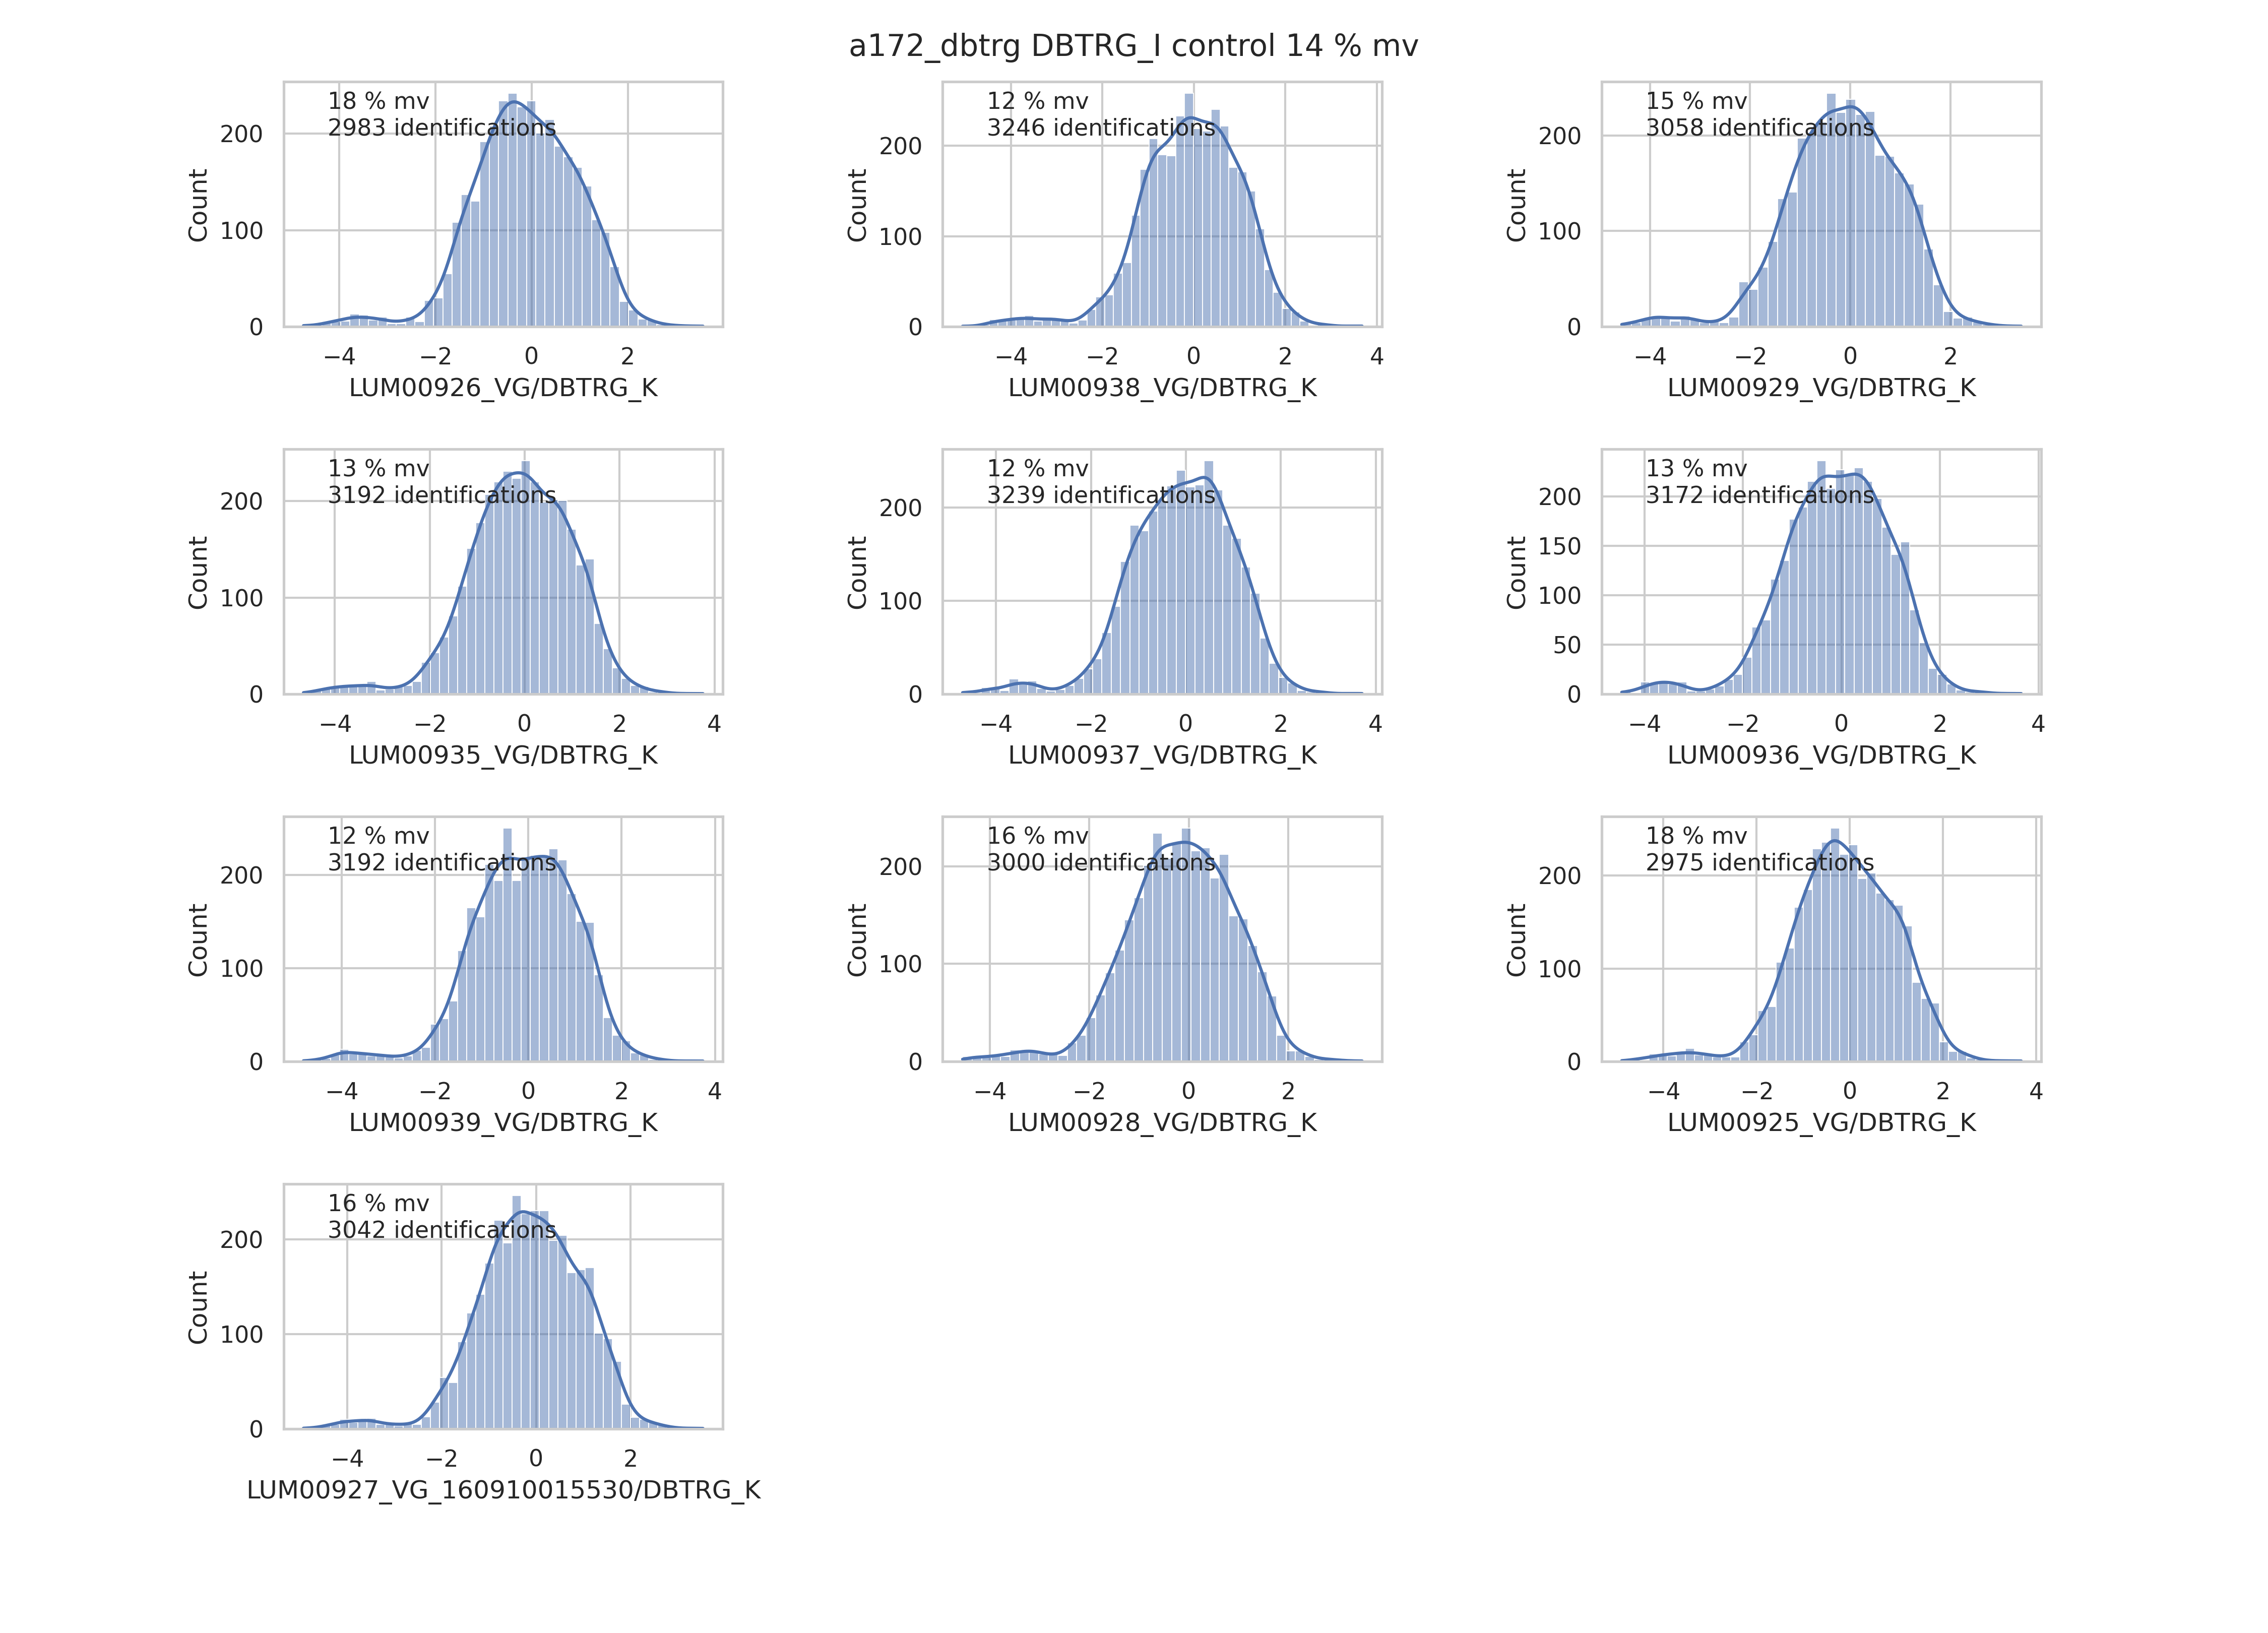 a172_dbtrg DBTRG_I control 14 % mv
18 % mv
2983 identifications
200
100
0
Count
−4 −2 0 2
LUM00926_VG/DBTRG_K
12 % mv
3246 identifications
200
100
0
Count
−4 −2 0 2 4
LUM00938_VG/DBTRG_K
15 % mv
3058 identifications
200
100
0
Count
−4 −2 0 2
LUM00929_VG/DBTRG_K
13 % mv
3192 identifications
200
100
0
Count
−4 −2 0 2 4
LUM00935_VG/DBTRG_K
12 % mv
3239 identifications
200
100
0
Count
−4 −2 0 2 4
LUM00937_VG/DBTRG_K
13 % mv
3172 identifications
200
150
100
50
0
Count
−4 −2 0 2 4
LUM00936_VG/DBTRG_K
12 % mv
3192 identifications
200
100
0
Count
−4 −2 0 2 4
LUM00939_VG/DBTRG_K
16 % mv
3000 identifications
200
100
0
Count
−4 −2 0 2
LUM00928_VG/DBTRG_K
18 % mv
2975 identifications
200
100
0
Count
−4 −2 0 2 4
LUM00925_VG/DBTRG_K
16 % mv
3042 identifications
200
100
0
Count
−4 −2 0 2
LUM00927_VG_160910015530/DBTRG_K